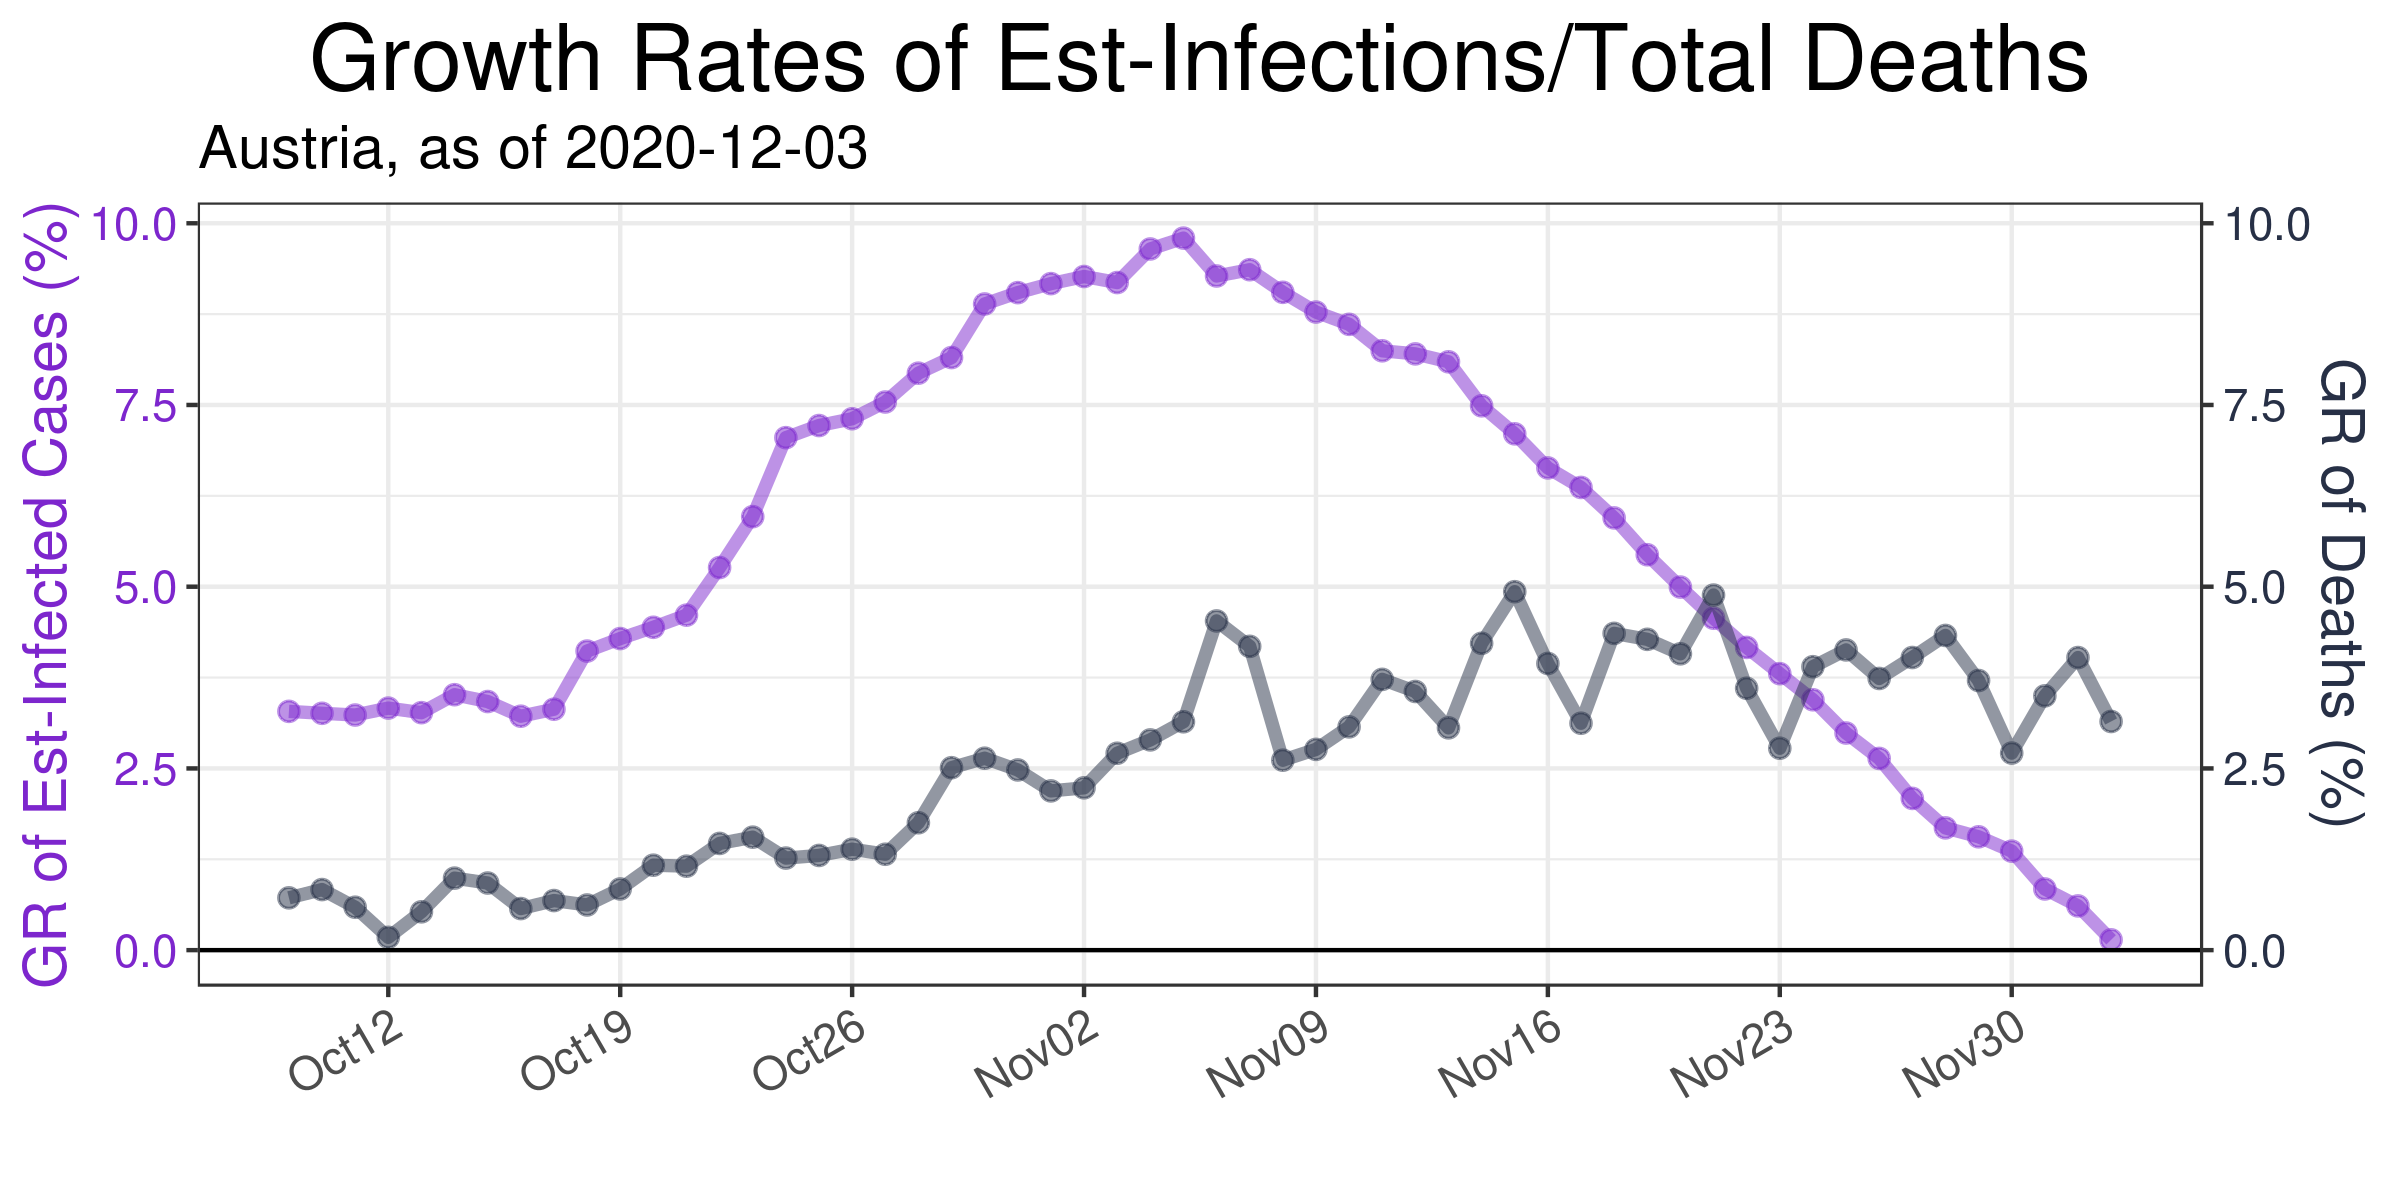 Growth Rates of Est-Infections/Total Deaths
Austria, as of 2020-12-03
GR of Est-Infected Cases (%)
10.0
7.5
5.0
2.5
0.0
10.0
7.5
5.0
2.5
0.0
GR of Deaths (%)
Oct12
Oct19
Oct26
Nov02
Nov09
Nov16
Nov23
Nov30